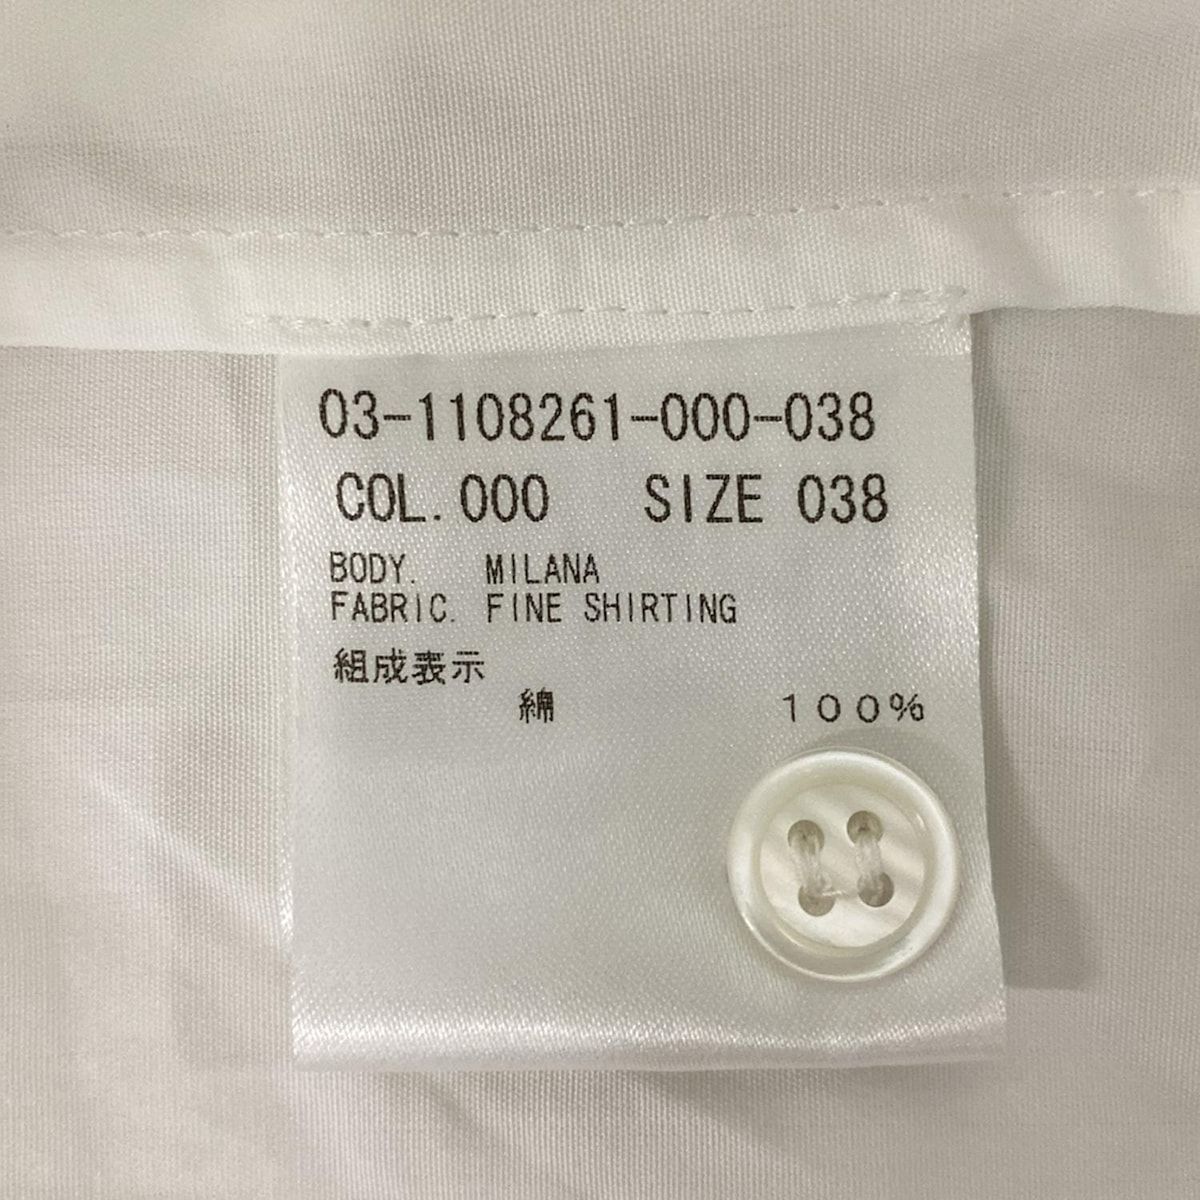 03-1108261-000-038
COL.000 SIZE 038
BODY. MILANA
FABRIC. FINE SHIRTING
組成表示
綿 100%